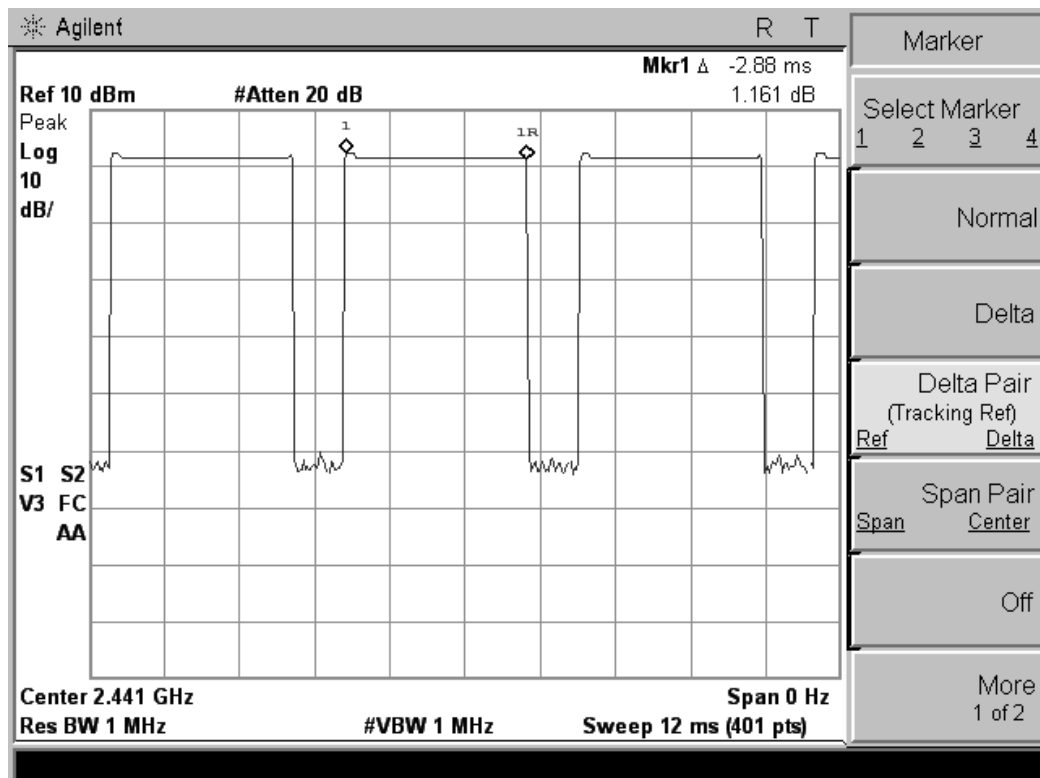 Agilent R T
Mkr1 Δ -2.88 ms
Ref 10 dBm #Atten 20 dB 1.161 dB
Peak
Log
10
dB/
1
1R
S1 S2
V3 FC
AA
Center 2.441 GHz Span 0 Hz
Res BW 1 MHz #VBW 1 MHz Sweep 12 ms (401 pts)
Marker
Select Marker
1 2 3 4
Normal
Delta
Delta Pair
(Tracking Ref)
Ref Delta
Span Pair
Span Center
Off
More
1 of 2